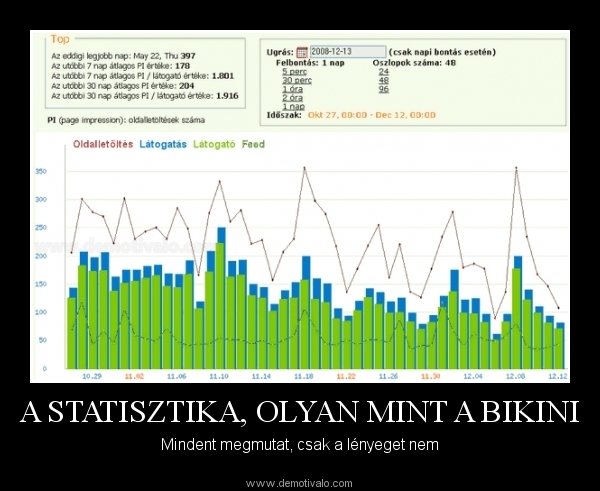 Top
Az eddigi legjobb nap: May 22, Thu 397
Az utóbbi 7 nap átlagos PI értéke: 178
Az utóbbi 7 nap átlagos PI / látogató értéke: 1.801
Az utóbbi 30 nap átlagos PI értéke: 204
Az utóbbi 30 nap átlagos PI / látogató értéke: 1.916
PI (page impression): oldalletöltések száma
Ugrás: 2008-12-13 (csak napi bontás esetén)
Felbontás: 1 nap Oszlopok száma: 48
5 perc 24
30 perc 48
1 óra 96
2 óra
1 nap
Időszak: Okt 27, 00:00 - Dec 12, 00:00
Oldalletöltés Látogatás Látogató Feed
350
300
250
200
www.demotivalo.com
150
100
50
0
10.29 11.02 11.06 11.10 11.14 11.18 11.22 11.26 11.30 12.04 12.08 12.12
A STATISZTIKA, OLYAN MINT A BIKINI
Mindent megmutat, csak a lényeget nem
www.demotivalo.com